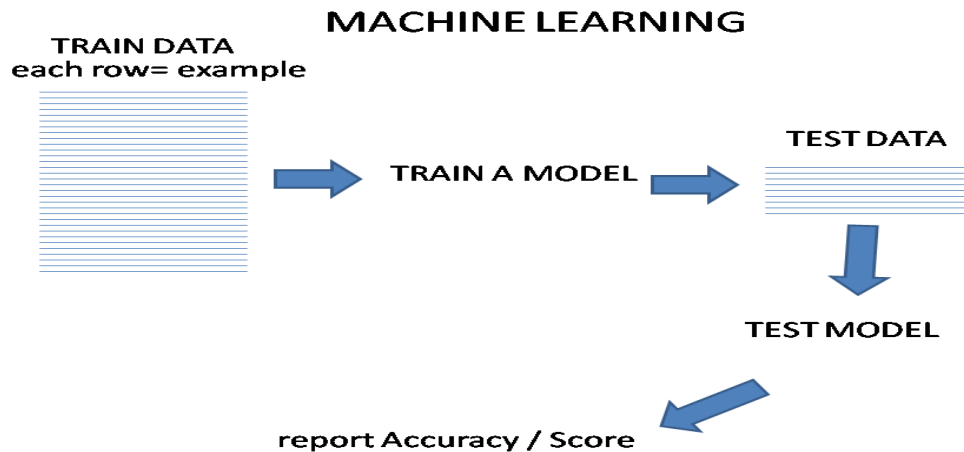 MACHINE LEARNING
TRAIN DATA
each row= example
TRAIN A MODEL
TEST DATA
TEST MODEL
report Accuracy / Score